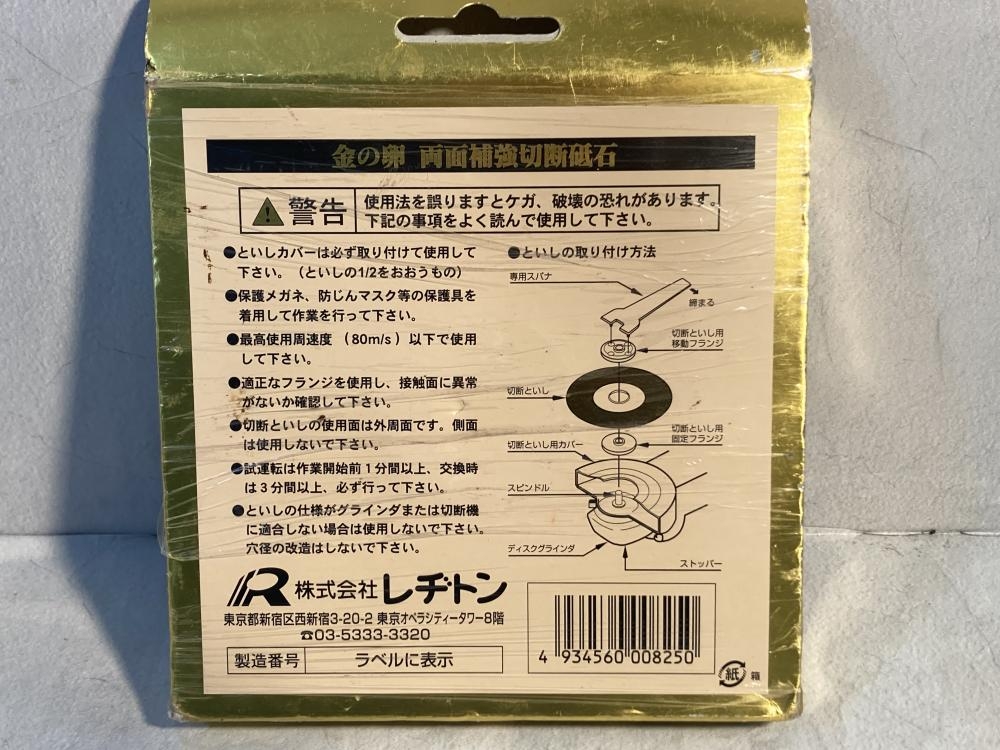 金の卵 両面補強切断砥石
警告
使用法を誤りますとケガ、破壊の恐れがあります。
下記の事項をよく読んで使用して下さい。
●といしカバーは必ず取り付けて使用して
下さい。（といしの1/2をおおうもの）
●保護メガネ、防じんマスク等の保護具を
着用して作業を行って下さい。
●最高使用周速度（80m/s）以下で使用
して下さい。
●適正なフランジを使用し、接触面に異常
がないか確認して下さい。
●切断といしの使用面は外周面です。側面
は使用しないで下さい。
●試運転は作業開始前1分間以上、交換時
は3分間以上、必ず行って下さい。
●といしの仕様がグラインダまたは切断機
に適合しない場合は使用しないで下さい。
穴径の改造はしないで下さい。
●といしの取り付け方法
専用スパナ
締まる
切断といし用
移動フランジ
切断といし
切断といし用
固定フランジ
切断といし用カバー
スピンドル
ディスクグラインダ
ストッパー
R 株式会社レヂトン
東京都新宿区西新宿3-20-2 東京オペラシティータワー8階
☎03-5333-3320
製造番号 ラベルに表示
4 934560 008250
紙 箱